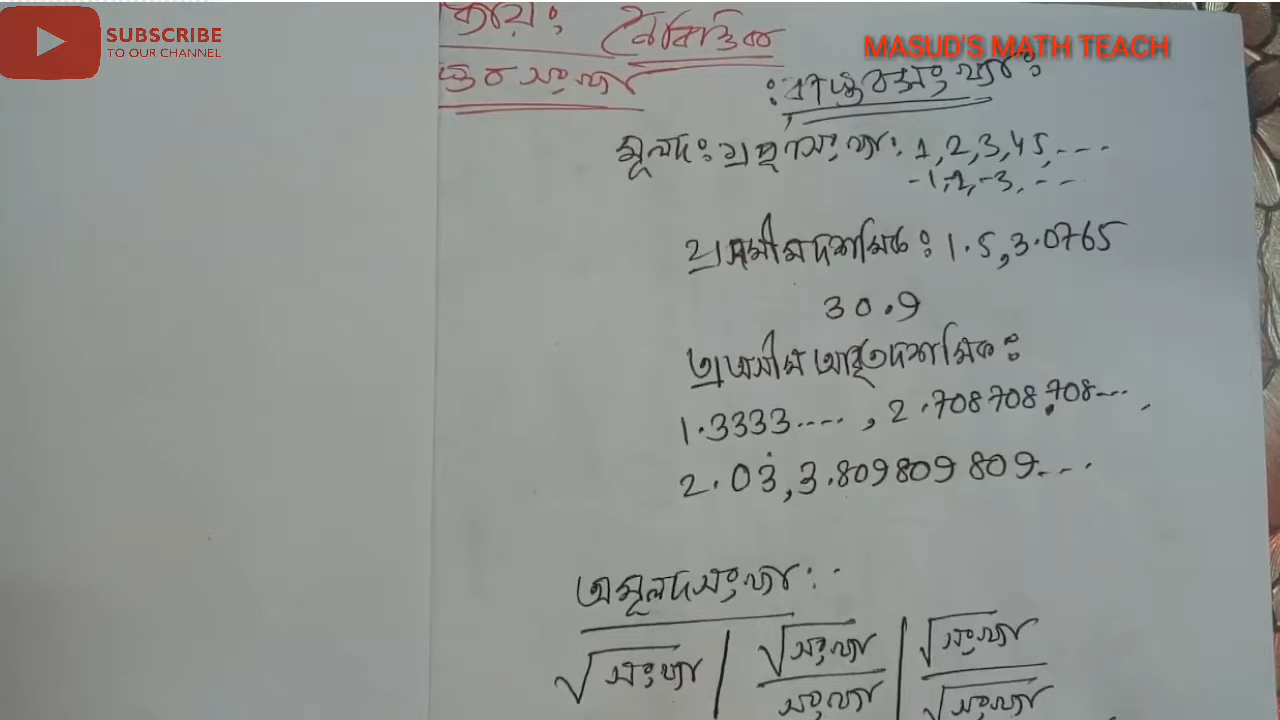 SUBSCRIBE
TO OUR CHANNEL
MASUD'S MATH TEACH
ধ্যায়ঃ নৈব্যক্তিক
স্তব সংখ্যা
ঃ বাস্তব সংখ্যা ঃ
মূলদ ঃ পূর্ণসংখ্যা: 1, 2, 3, 4 5, ----
-1, -2, -3, ---
সসীম দশমিক ঃ 1.5, 3.0765
30.9
অসীম আবৃত দশমিক ঃ
1.3333...., 2.708708708---,
2.03̇, 3.809809809---
অমূলদ সংখ্যা :
√সংখ্যা | √সংখ্যা | √সংখ্যা
সংখ্যা √সংখ্যা